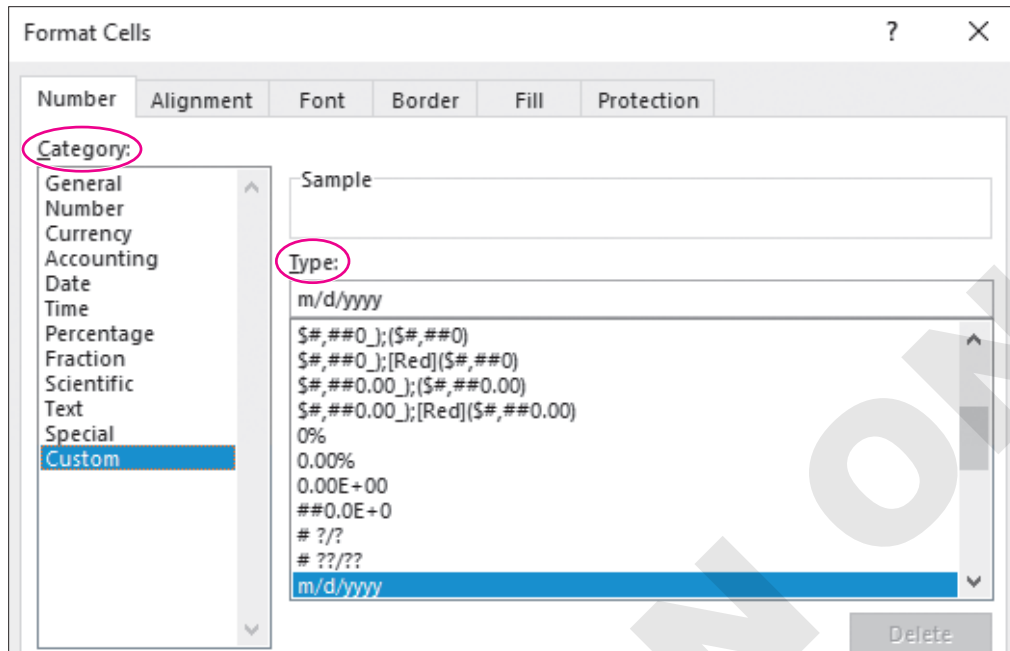 Format Cells ? ×
Number Alignment Font Border Fill Protection
Category:
General
Number
Currency
Accounting
Date
Time
Percentage
Fraction
Scientific
Text
Special
Custom
Sample
Type:
m/d/yyyy
$#,##0_);($#,##0)
$#,##0_);[Red]($#,##0)
$#,##0.00_);($#,##0.00)
$#,##0.00_);[Red]($#,##0.00)
0%
0.00%
0.00E+00
##0.0E+0
# ?/?
# ??/??
m/d/yyyy
Delete